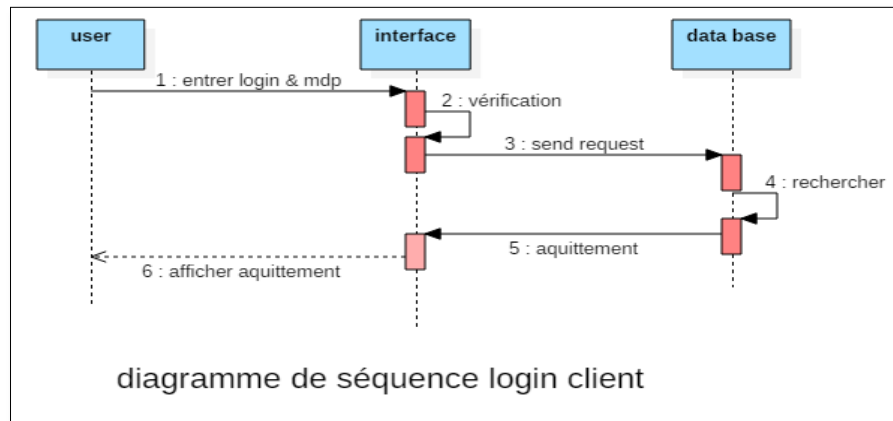 user
interface
data base
1 : entrer login & mdp
2 : vérification
3 : send request
4 : rechercher
5 : aquittement
6 : afficher aquittement
diagramme de séquence login client